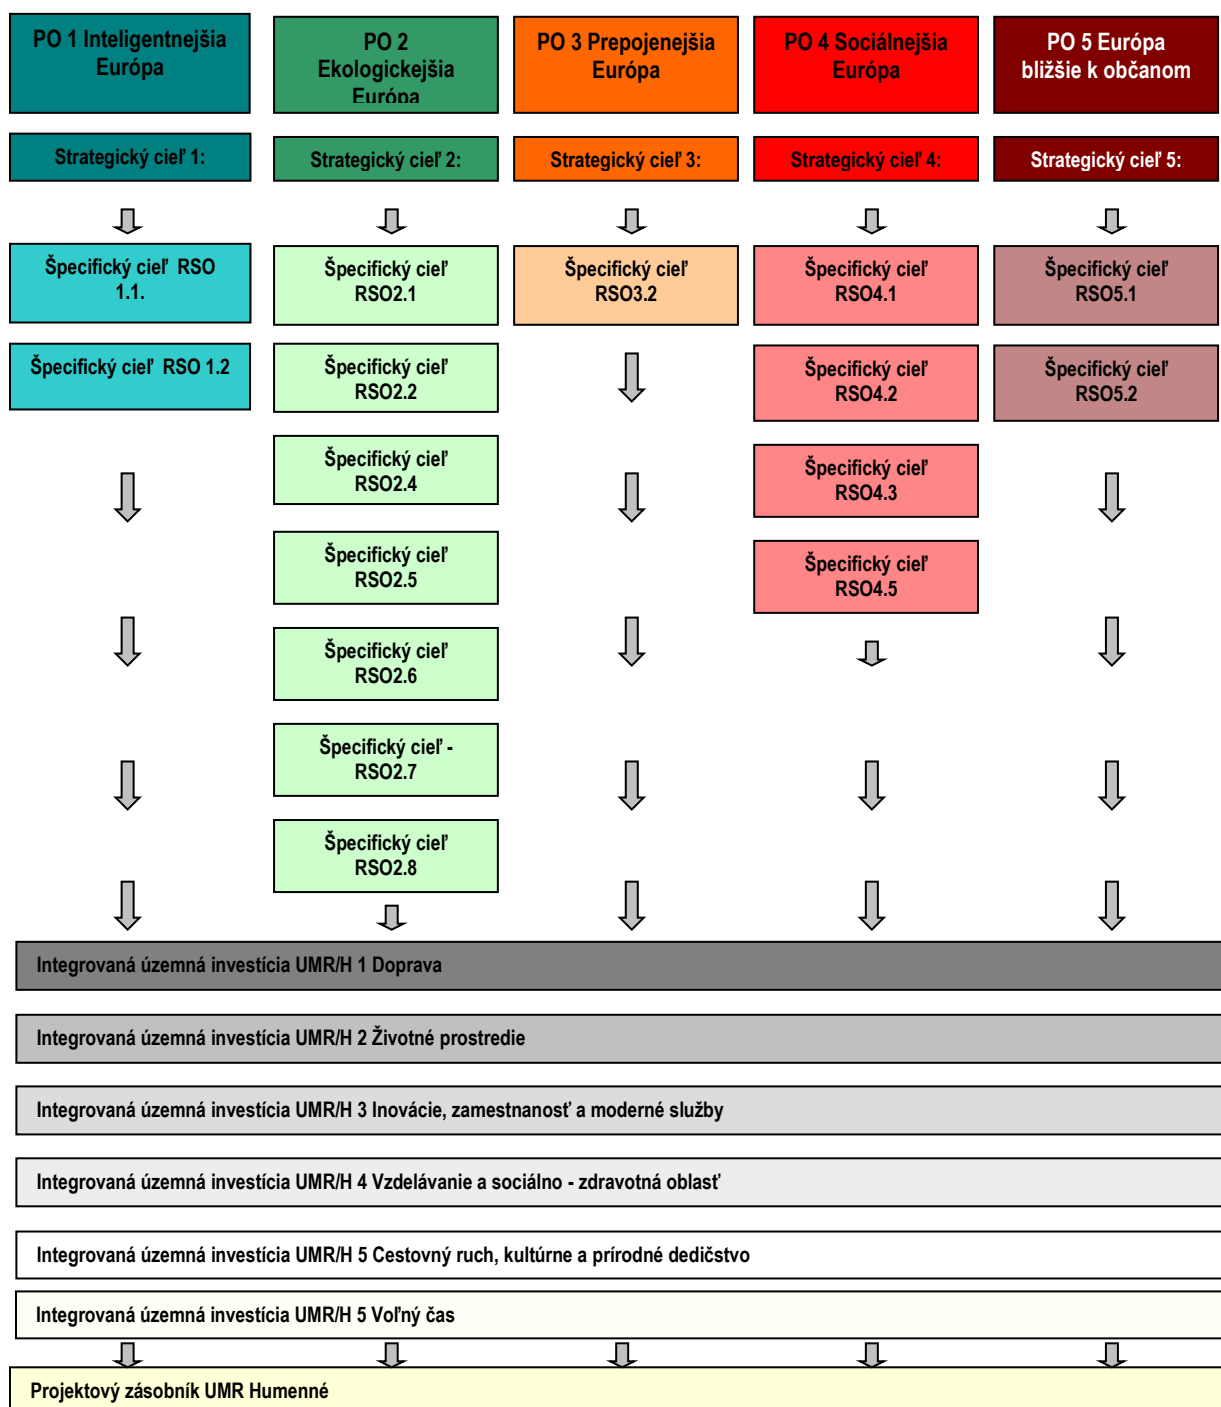 PO 1 Inteligentnejšia
Európa
PO 2
Ekologickejšia
Európa
PO 3 Prepojenejšia
Európa
PO 4 Sociálnejšia
Európa
PO 5 Európa
bližšie k občanom
Strategický cieľ 1:
Strategický cieľ 2:
Strategický cieľ 3:
Strategický cieľ 4:
Strategický cieľ 5:
Špecifický cieľ RSO
1.1.
Špecifický cieľ
RSO2.1
Špecifický cieľ
RSO3.2
Špecifický cieľ
RSO4.1
Špecifický cieľ
RSO5.1
Špecifický cieľ RSO 1.2
Špecifický cieľ
RSO2.2
Špecifický cieľ
RSO4.2
Špecifický cieľ
RSO5.2
Špecifický cieľ
RSO2.4
Špecifický cieľ
RSO4.3
Špecifický cieľ
RSO2.5
Špecifický cieľ
RSO4.5
Špecifický cieľ
RSO2.6
Špecifický cieľ -
RSO2.7
Špecifický cieľ
RSO2.8
Integrovaná územná investícia UMR/H 1 Doprava
Integrovaná územná investícia UMR/H 2 Životné prostredie
Integrovaná územná investícia UMR/H 3 Inovácie, zamestnanosť a moderné služby
Integrovaná územná investícia UMR/H 4 Vzdelávanie a sociálno - zdravotná oblasť
Integrovaná územná investícia UMR/H 5 Cestovný ruch, kultúrne a prírodné dedičstvo
Integrovaná územná investícia UMR/H 5 Voľný čas
Projektový zásobník UMR Humenné